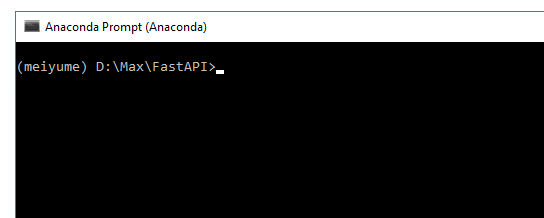 Anaconda Prompt (Anaconda)
(meiyume) D:\Max\FastAPI>